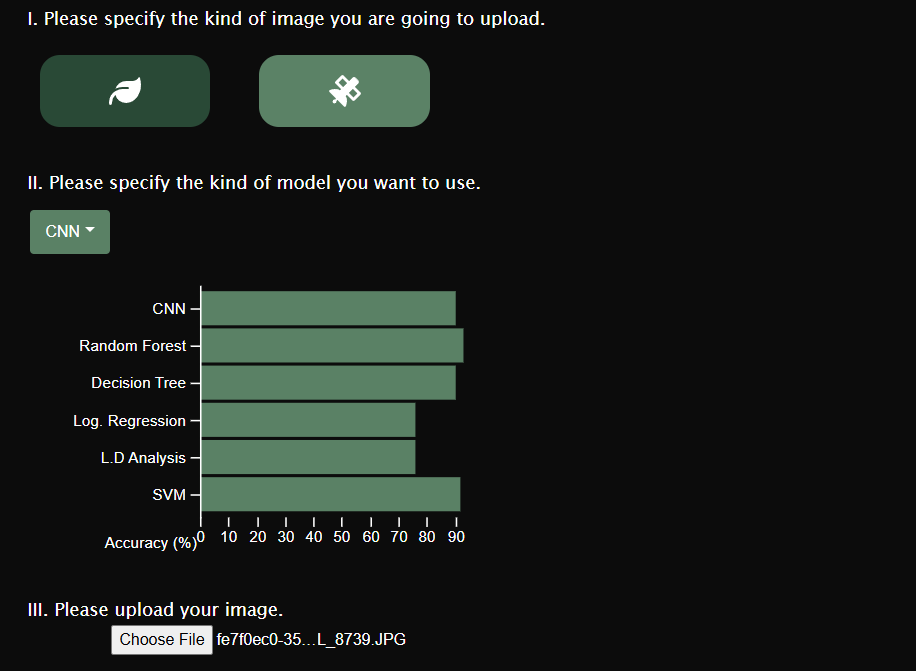 I. Please specify the kind of image you are going to upload.
II. Please specify the kind of model you want to use.
CNN
CNN
Random Forest
Decision Tree
Log. Regression
L.D Analysis
SVM
0 10 20 30 40 50 60 70 80 90
Accuracy (%)
III. Please upload your image.
Choose File fe7f0ec0-35...L_8739.JPG